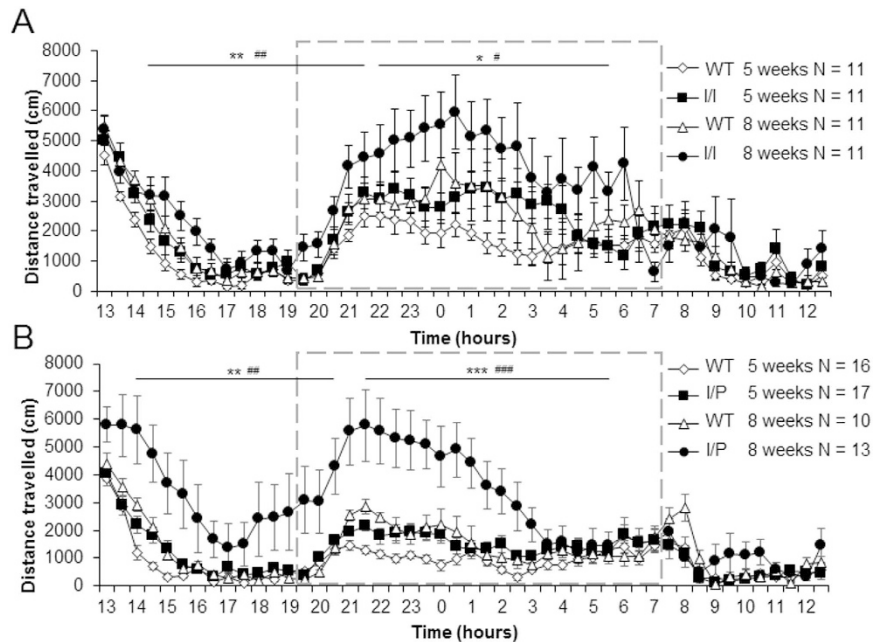 A
8000
7000
6000
5000
4000
3000
2000
1000
0
Distance travelled (cm)
** ##
* #
WT 5 weeks N = 11
I/I 5 weeks N = 11
WT 8 weeks N = 11
I/I 8 weeks N = 11
13 14 15 16 17 18 19 20 21 22 23 0 1 2 3 4 5 6 7 8 9 10 11 12
Time (hours)
B
8000
7000
6000
5000
4000
3000
2000
1000
0
Distance travelled (cm)
** ##
*** ###
WT 5 weeks N = 16
I/P 5 weeks N = 17
WT 8 weeks N = 10
I/P 8 weeks N = 13
13 14 15 16 17 18 19 20 21 22 23 0 1 2 3 4 5 6 7 8 9 10 11 12
Time (hours)